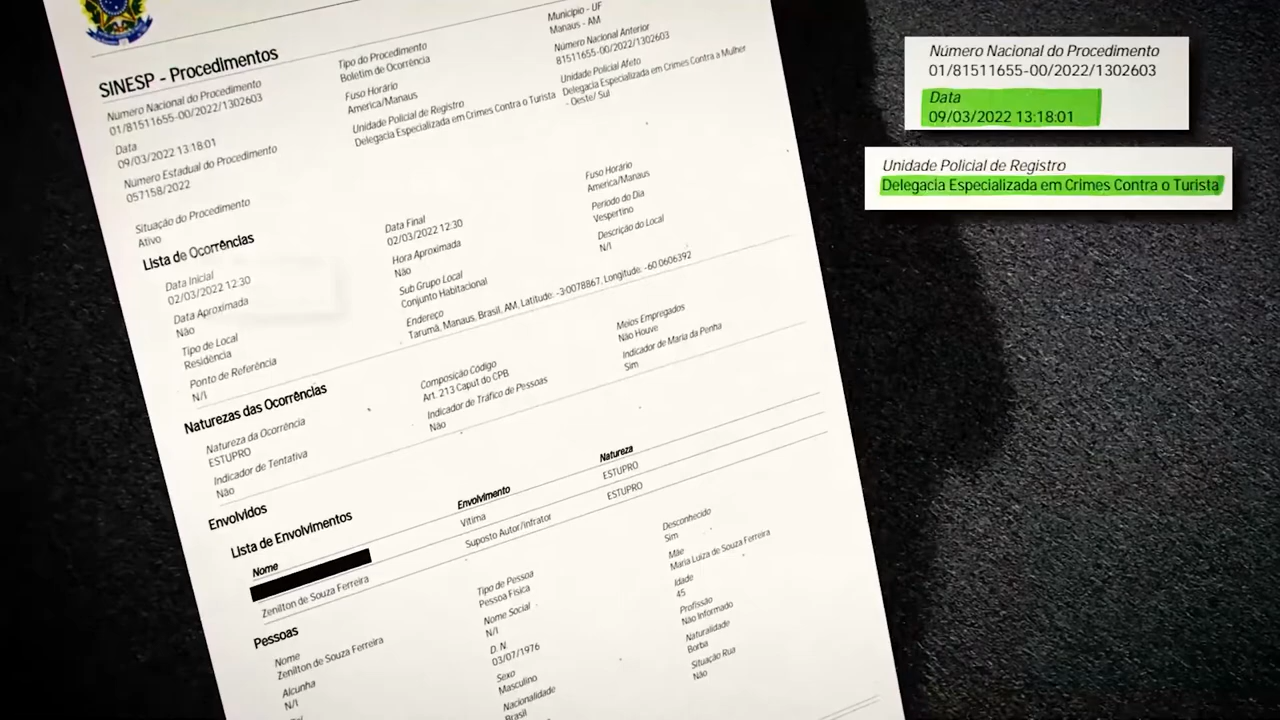 SINESP - Procedimentos
Número Nacional do Procedimento
01/81511655-00/2022/1302603
Data
09/03/2022 13:18:01
Número Estadual do Procedimento
057158/2022
Situação do Procedimento
Ativo
Tipo do Procedimento
Boletim de Ocorrência
Fuso Horário
America/Manaus
Unidade Policial de Registro
Delegacia Especializada em Crimes Contra o Turista
Município - UF
Manaus - AM
Número Nacional Anterior
81511655-00/2022/1302603
Unidade Policial Afeto
Delegacia Especializada em Crimes Contra a Mulher
- Oeste/ Sul
Lista de Ocorrências
Data Inicial
02/03/2022 12:30
Data Aproximada
Não
Tipo de Local
Residência
Ponto de Referência
N/I
Data Final
02/03/2022 12:30
Hora Aproximada
Não
Sub Grupo Local
Conjunto Habitacional
Endereço
Tarumã, Manaus, Brasil, AM, Latitude: -3.0078867, Longitude: -60.0606392
Fuso Horário
America/Manaus
Periodo do Dia
Vespertino
Descrição do Local
N/I
Naturezas das Ocorrências
Natureza da Ocorrência
ESTUPRO
Indicador de Tentativa
Não
Composição Código
Art. 213 Caput do CPB
Indicador de Tráfico de Pessoas
Não
Meios Empregados
Não Houve
Indicador de Maria da Penha
Sim
Envolvidos
Lista de Envolvimentos
Nome
Envolvimento
Natureza
Vítima
ESTUPRO
Zenilton de Souza Ferreira
Suposto Autor/Infrator
ESTUPRO
Pessoas
Nome
Zenilton de Souza Ferreira
Alcunha
N/I
Tipo de Pessoa
Pessoa Física
Nome Social
N/I
D. N.
03/07/1976
Sexo
Masculino
Nacionalidade
Brasil
Desconhecido
Sim
Mãe
Maria Luiza de Souza Ferreira
Idade
45
Profissão
Não Informado
Naturalidade
Borba
Situação Rua
Não
Número Nacional do Procedimento
01/81511655-00/2022/1302603
Data
09/03/2022 13:18:01
Unidade Policial de Registro
Delegacia Especializada em Crimes Contra o Turista